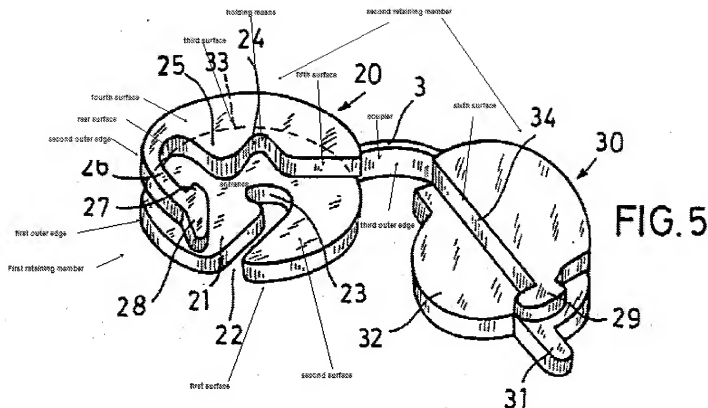 holding means
second retaining member
third surface 24
33
25
20
fifth surface
3
fourth surface
sixth surface
34
rear surface
coupler
30
second outer edge
26
entrance
27
FIG.5
first outer edge
third outer edge
First retaining member
28
21
23
22
32
29
31
first surface
second surface